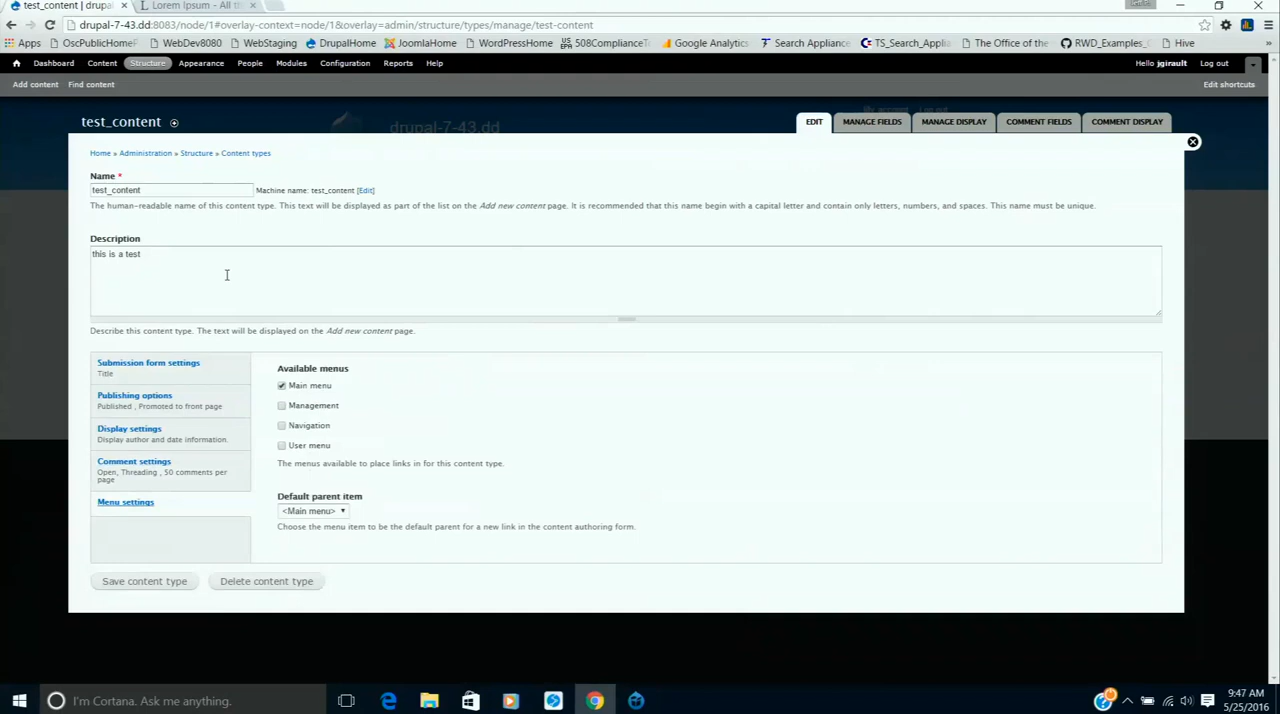 test_content | drupal
Lorem Ipsum - All th
drupal-7-43.dd:8083/node/1#overlay-context=node/1&overlay=admin/structure/types/manage/test-content
Apps OscPublicHomeP WebDev8080 WebStaging DrupalHome JoomlaHome WordPressHome 508ComplianceT Google Analytics Search Appliance TS_Search_Appli The Office of the RWD_Examples_G Hive »
Dashboard Content Structure Appearance People Modules Configuration Reports Help Hello jgirault Log out
Add content Find content Edit shortcuts
My account Log out
drupal-7-43.dd
test_content
EDIT MANAGE FIELDS MANAGE DISPLAY COMMENT FIELDS COMMENT DISPLAY
Home » Administration » Structure » Content types
Name *
test_content Machine name: test_content [Edit]
The human-readable name of this content type. This text will be displayed as part of the list on the Add new content page. It is recommended that this name begin with a capital letter and contain only letters, numbers, and spaces. This name must be unique.
Description
this is a test
Describe this content type. The text will be displayed on the Add new content page.
Submission form settings
Title
Publishing options
Published , Promoted to front page
Display settings
Display author and date information.
Comment settings
Open, Threading , 50 comments per
page
Menu settings
Available menus
Main menu
Management
Navigation
User menu
The menus available to place links in for this content type.
Default parent item
<Main menu>
Choose the menu item to be the default parent for a new link in the content authoring form.
Save content type Delete content type
I'm Cortana. Ask me anything.
9:47 AM
5/25/2016